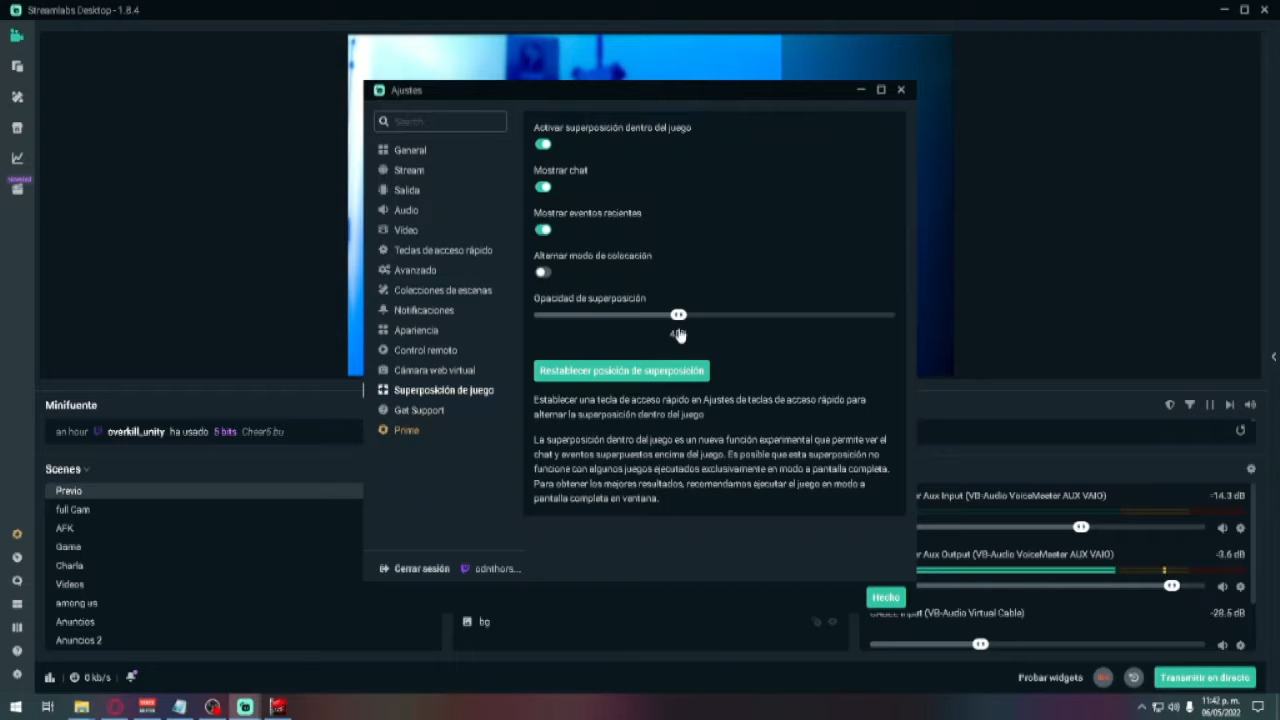 Streamlabs Desktop - 1.8.4
Ajustes
Search
General
Stream
Salida
Audio
Vídeo
Teclas de acceso rápido
Avanzado
Colecciones de escenas
Notificaciones
Apariencia
Control remoto
Cámara web virtual
Superposición de juego
Get Support
Prime
Cerrar sesión
Activar superposición dentro del juego
Mostrar chat
Mostrar eventos recientes
Alternar modo de colocación
Opacidad de superposición
Restablecer posición de superposición
Establecer una tecla de acceso rápido en Ajustes de teclas de acceso rápido para
alternar la superposición dentro del juego
La superposición dentro del juego es un nueva función experimental que permite ver el
chat y eventos superpuestos encima del juego. Es posible que esta superposición no
funcione con algunos juegos ejecutados exclusivamente en modo a pantalla completa.
Para obtener los mejores resultados, recomendamos ejecutar el juego en modo a
pantalla completa en ventana.
Hecho
Minifuente
an hour overkill_unity ha usado 5 bits Cheer5 bu
Scenes
Previo
full Cam
AFK
Game
Charla
Videos
among us
Anuncios
Anuncios 2
bg
Aux Input (VB-Audio VoiceMeeter AUX VAIO) -14.3 dB
Aux Output (VB-Audio VoiceMeeter AUX VAIO) -3.6 dB
Input (VB-Audio Virtual Cable) -28.5 dB
0 kb/s
Probar widgets
Transmitir en directo
11:42 p. m.
06/05/2022